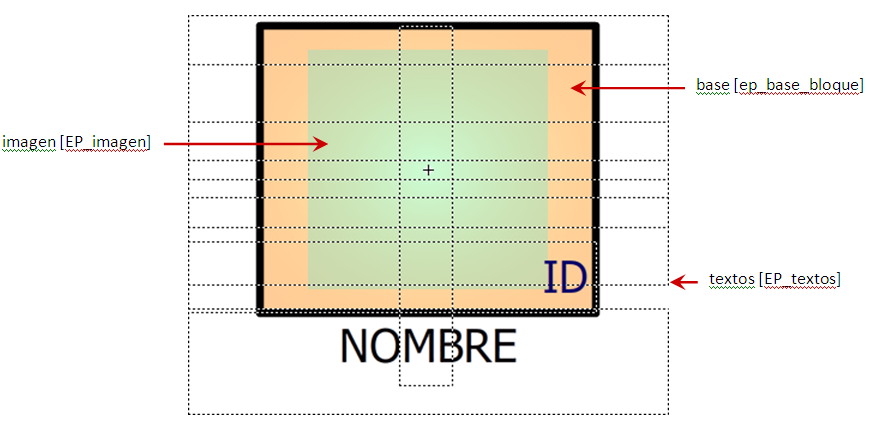 base [ep_base_bloque]
imagen [EP_imagen]
ID
textos [EP_textos]
NOMBRE